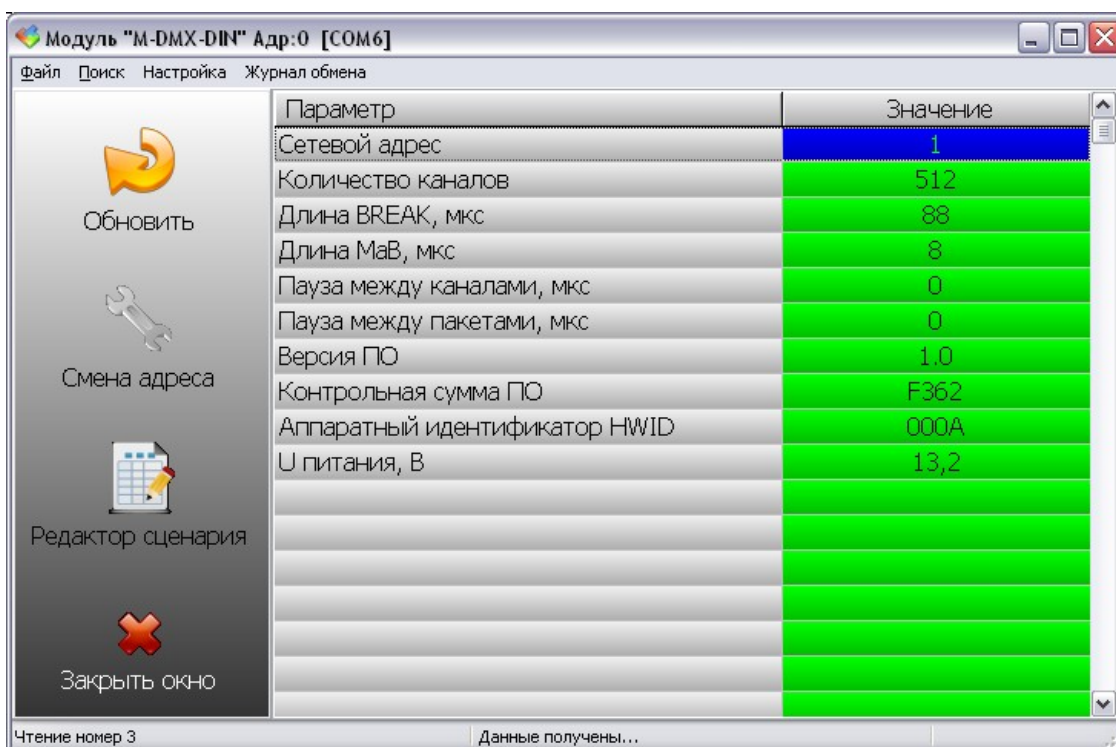 Модуль "M-DMX-DIN" Адр:0 [COM6]
Файл Поиск Настройка Журнал обмена
Обновить
Смена адреса
Редактор сценария
Закрыть окно
Параметр Значение
Сетевой адрес 1
Количество каналов 512
Длина BREAK, мкс 88
Длина MaB, мкс 8
Пауза между каналами, мкс 0
Пауза между пакетами, мкс 0
Версия ПО 1.0
Контрольная сумма ПО F362
Аппаратный идентификатор HWID 000A
U питания, В 13,2
Чтение номер 3 Данные получены...